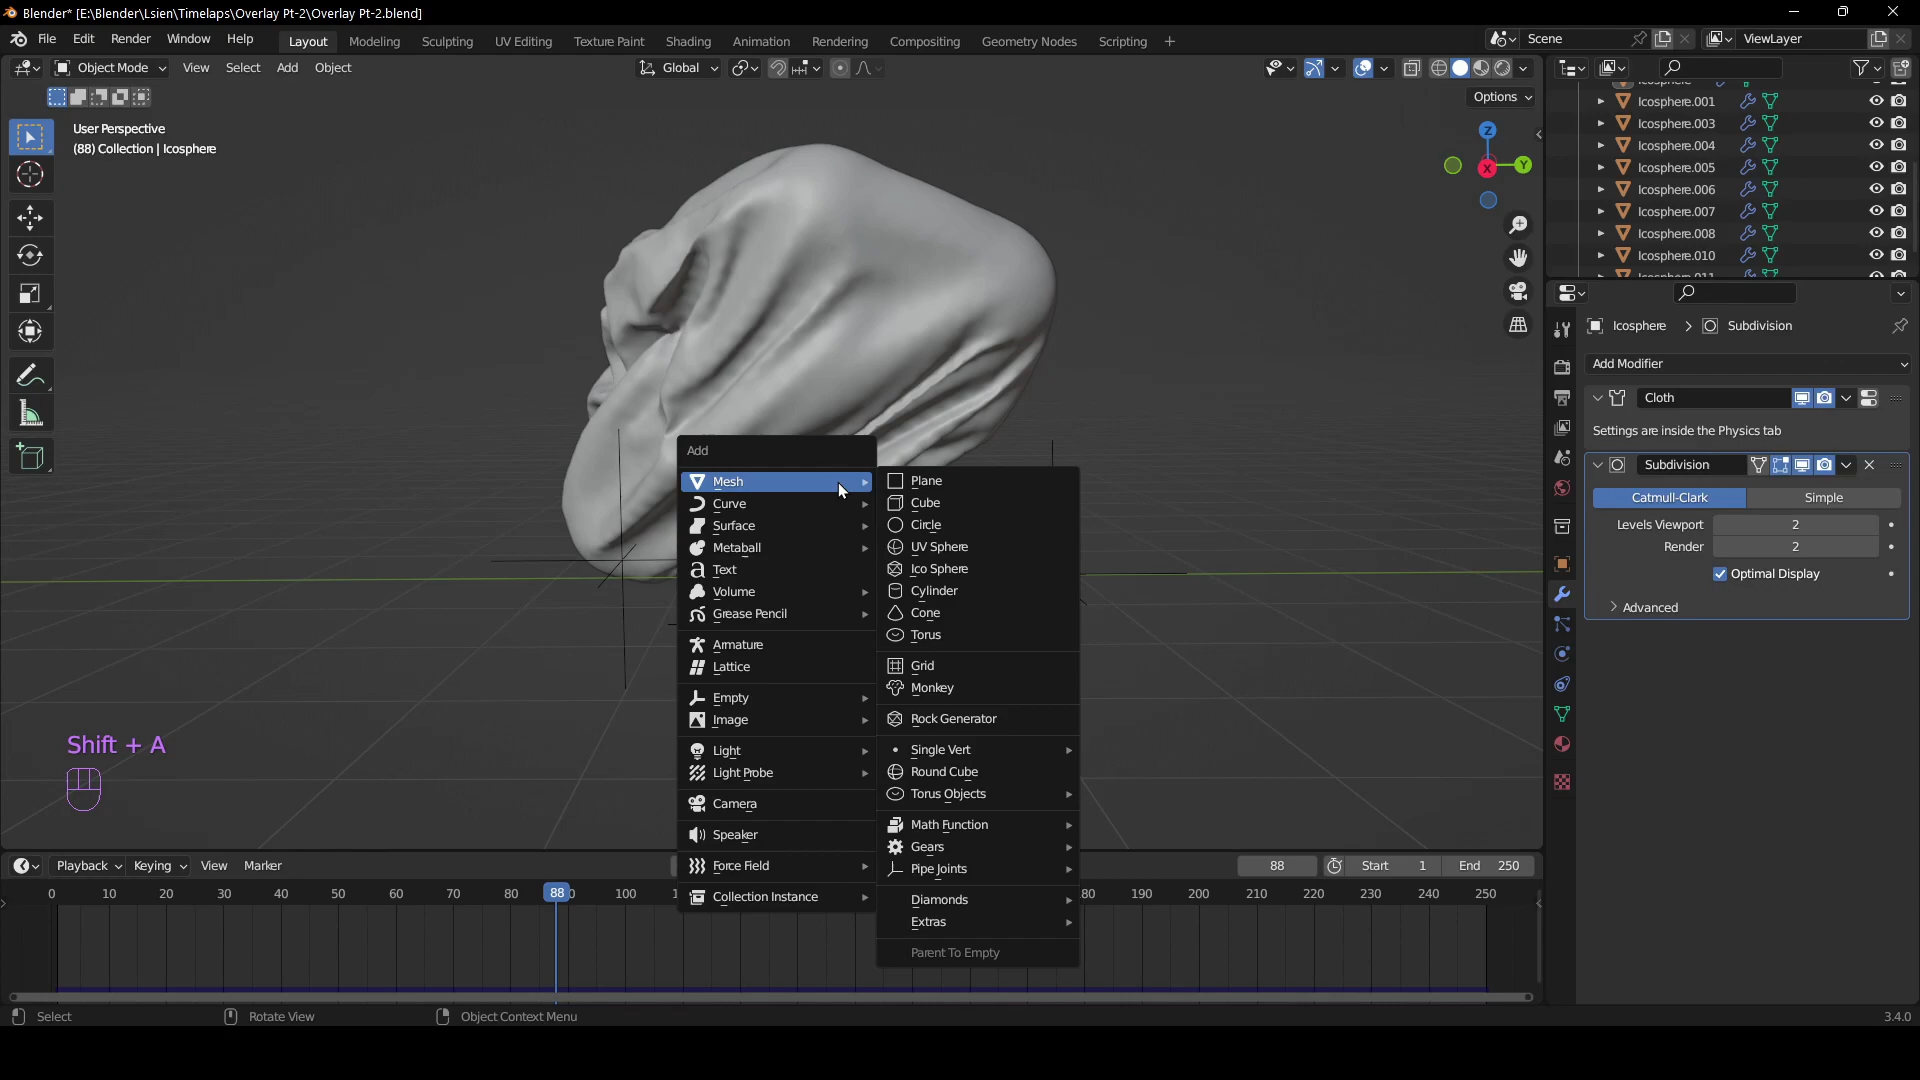 Blender* [E:\Blender\Lsien\Timelaps\Overlay Pt-2\Overlay Pt-2.blend]
File Edit Render Window Help Layout Modeling Sculpting UV Editing Texture Paint Shading Animation Rendering Compositing Geometry Nodes Scripting Scene ViewLayer
Object Mode View Select Add Object Global
Options
User Perspective
(88) Collection | Icosphere
Z
Y
X
Icosphere
Icosphere.001
Icosphere.003
Icosphere.004
Icosphere.005
Icosphere.006
Icosphere.007
Icosphere.008
Icosphere.010
Icosphere.011
Icosphere Subdivision
Add Modifier
Cloth
Settings are inside the Physics tab
Subdivision
Catmull-Clark Simple
Levels Viewport 2
Render 2
Optimal Display
Advanced
Add
Mesh
Curve
Surface
Metaball
Text
Volume
Grease Pencil
Armature
Lattice
Empty
Image
Light
Light Probe
Camera
Speaker
Force Field
Collection Instance
Plane
Cube
Circle
UV Sphere
Ico Sphere
Cylinder
Cone
Torus
Grid
Monkey
Rock Generator
Single Vert
Round Cube
Torus Objects
Math Function
Gears
Pipe Joints
Diamonds
Extras
Parent To Empty
Shift + A
Playback Keying View Marker 88 Start 1 End 250
0 10 20 30 40 50 60 70 80 88 100 190 200 210 220 230 240 250
Select Rotate View Object Context Menu 3.4.0